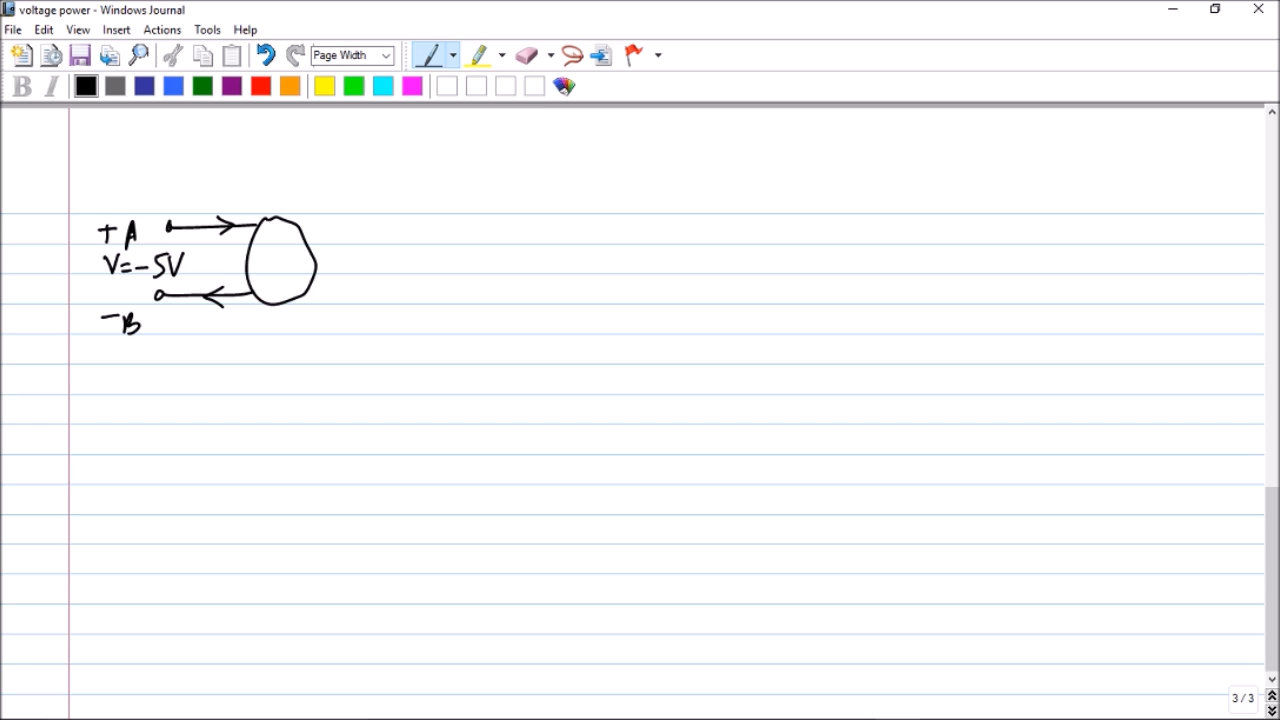 voltage power - Windows Journal
File Edit View Insert Actions Tools Help
Page Width
B I
+ A
V=-5V
- B
3 / 3